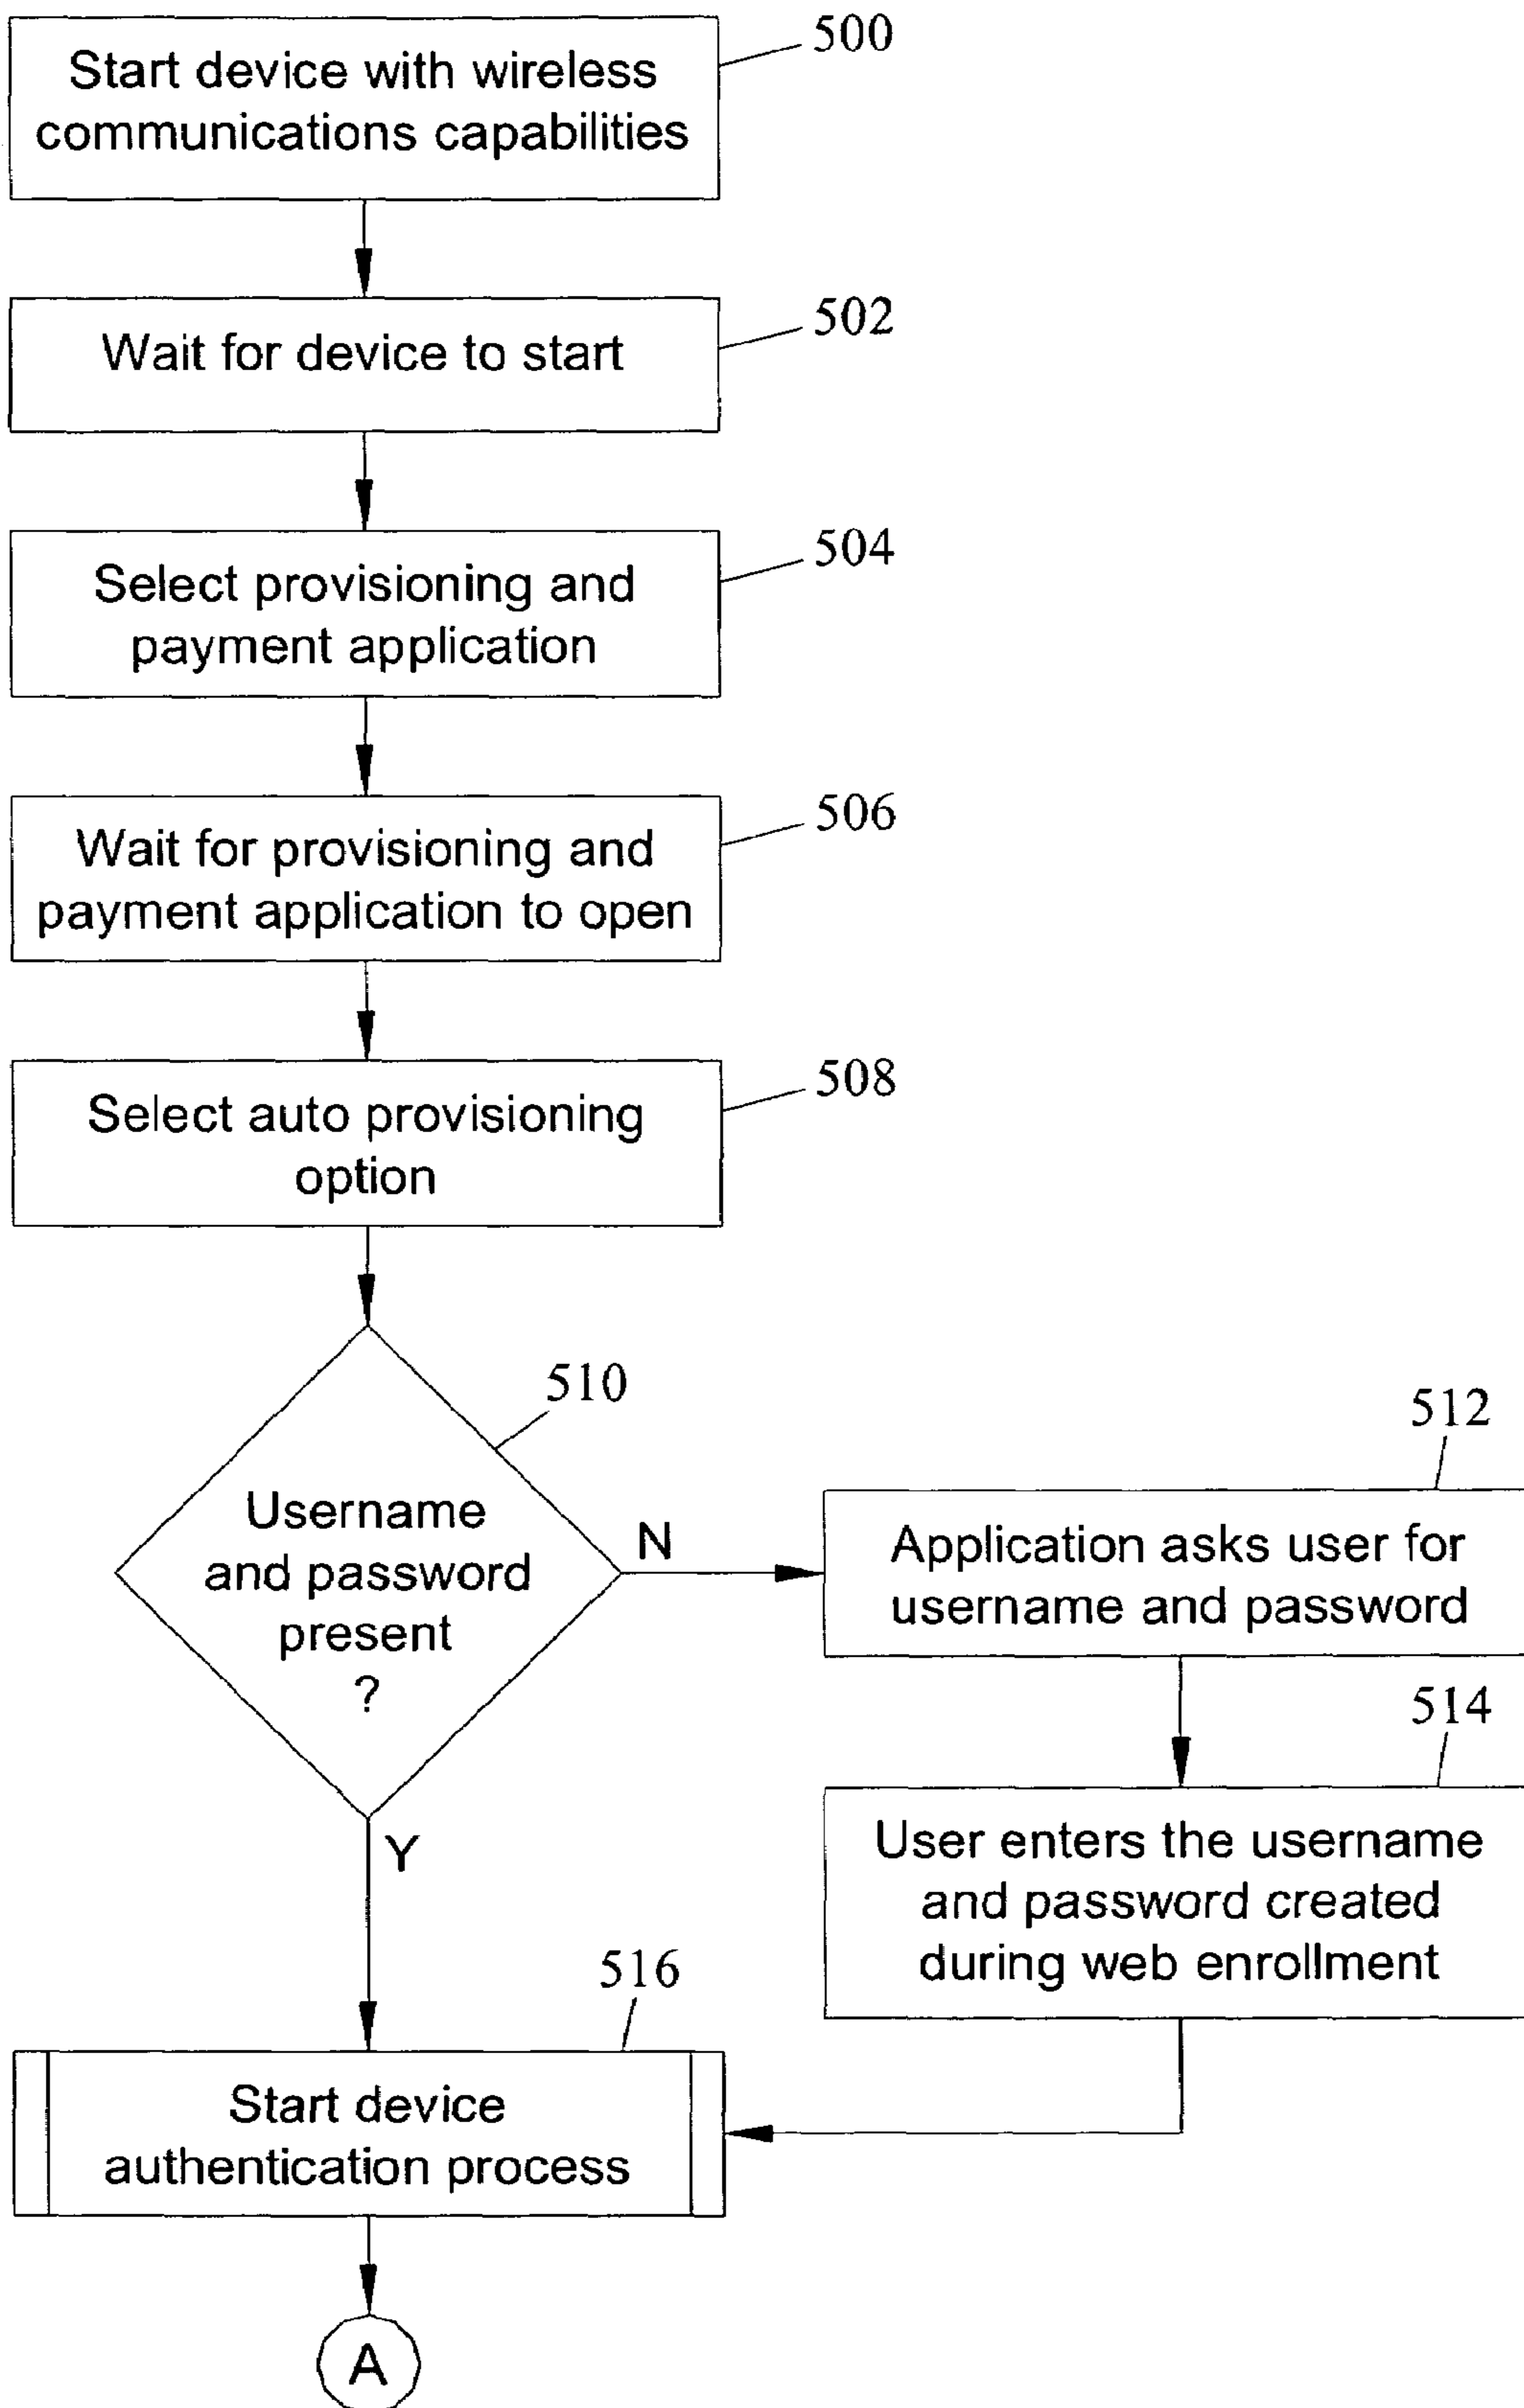 500
Start device with wireless
communications capabilities
502
Wait for device to start
504
Select provisioning and
payment application
506
Wait for provisioning and
payment application to open
508
Select auto provisioning
option
510
Username
and password
present
?
N
512
Application asks user for
username and password
514
User enters the username
and password created
during web enrollment
Y
516
Start device
authentication process
A